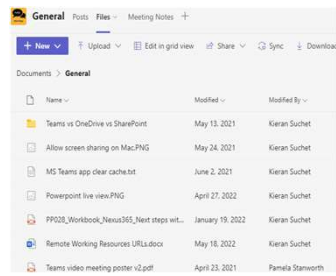 General Posts Files Meeting Notes
New Upload Edit in grid view Share Sync Download
Documents > General
Name Modified Modified By
Teams vs OneDrive vs SharePoint May 13, 2021 Kieran Suchet
Allow screen sharing on Mac.PNG May 24, 2021 Kieran Suchet
MS Teams app clear cache.txt June 2, 2021 Kieran Suchet
Powerpoint live view.PNG April 27, 2022 Kieran Suchet
PP028_Workbook_Nexus365_Next steps wit... January 19, 2022 Kieran Suchet
Remote Working Resources URLs.docx May 18, 2022 Kieran Suchet
Teams video meeting poster v2.pdf April 23, 2021 Pamela Stanworth